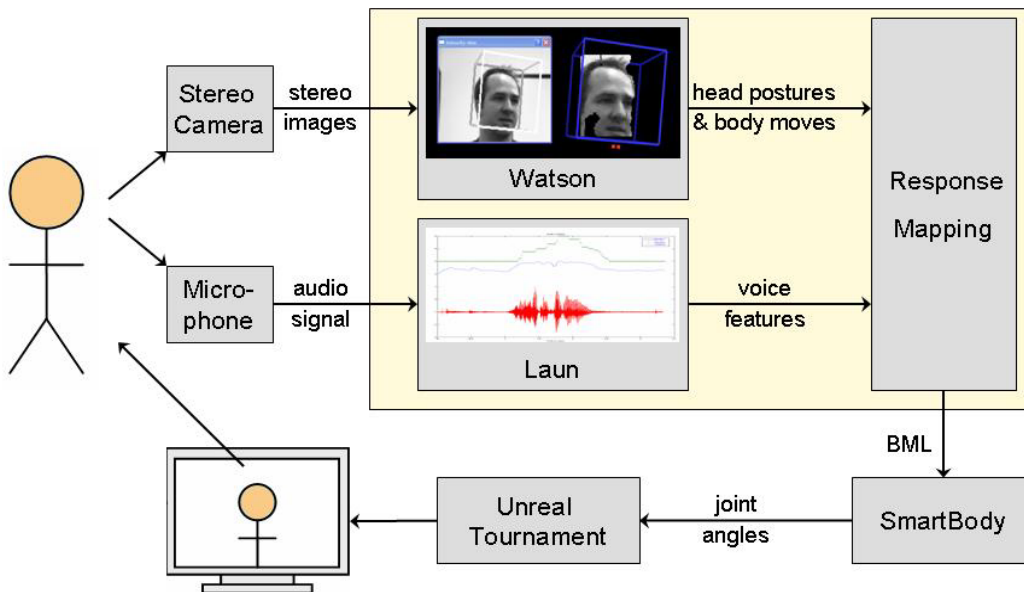 Stereo
Camera
stereo
images
Watson
head postures
& body moves
Response
Mapping
Micro-
phone
audio
signal
Laun
voice
features
BML
Unreal
Tournament
joint
angles
SmartBody